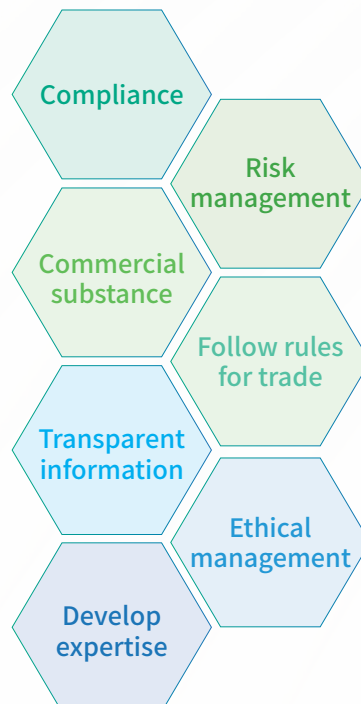 Compliance
Risk
management
Commercial
substance
Follow rules
for trade
Transparent
information
Ethical
management
Develop
expertise